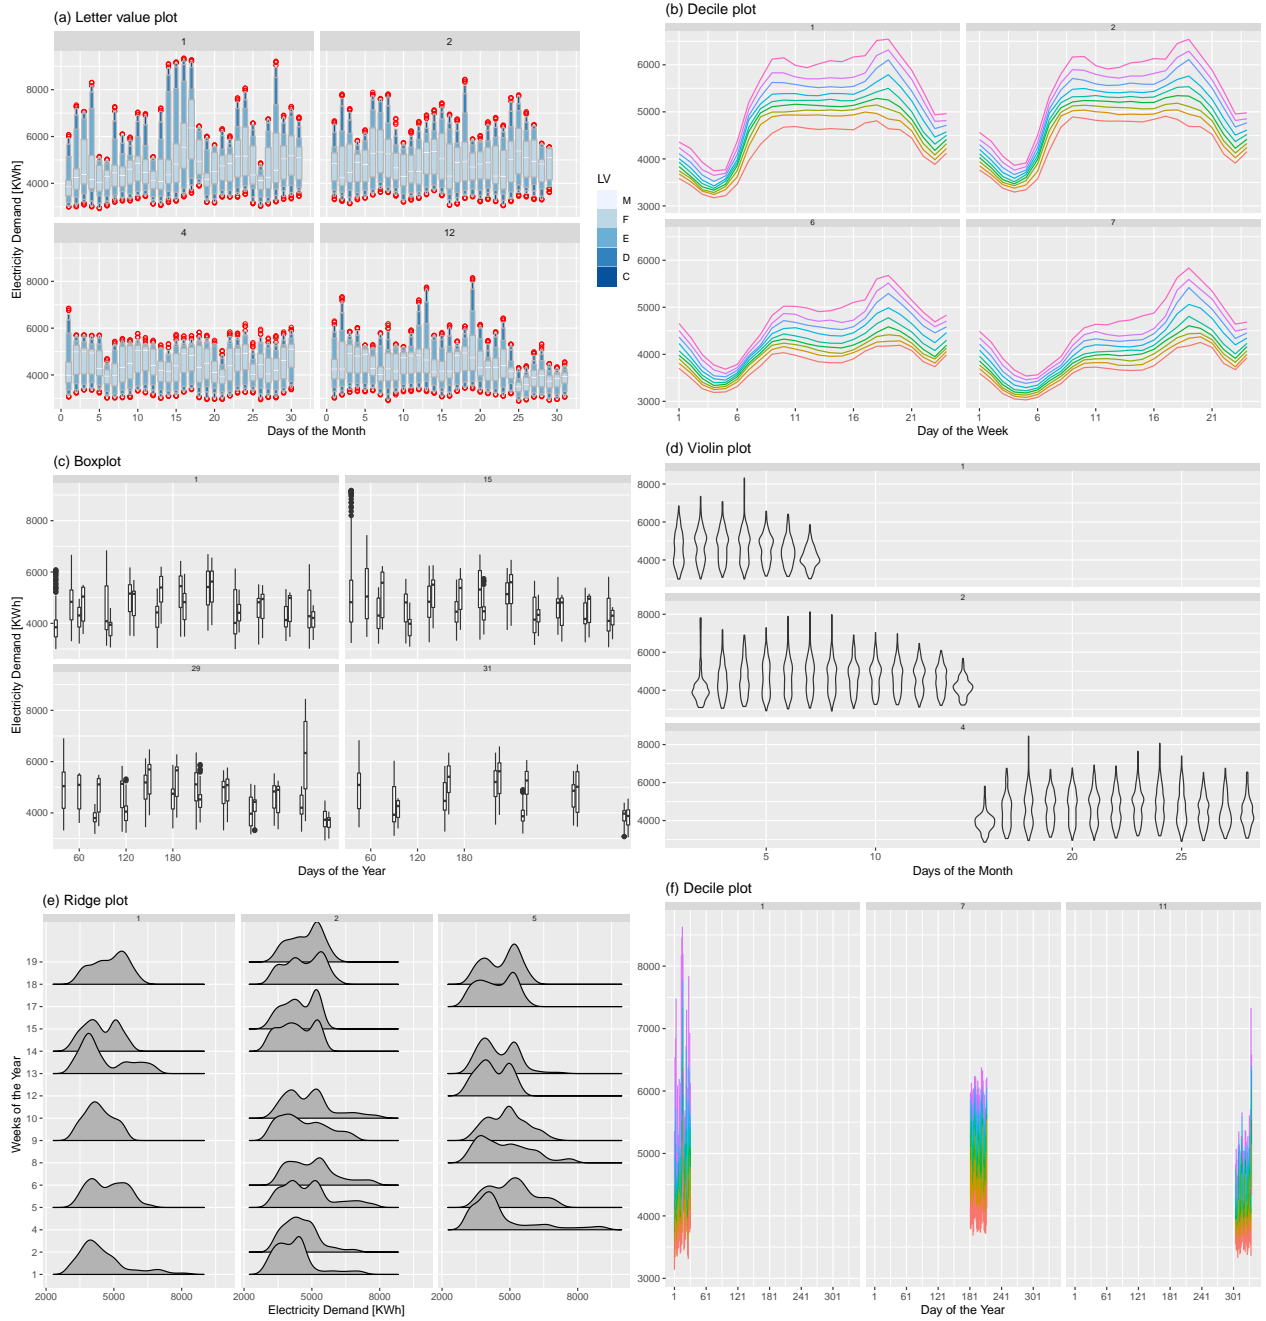 (a) Letter value plot
1 2
8000
6000
4000
4 12
8000
6000
4000
0 5 10 15 20 25 30 0 5 10 15 20 25 30
Days of the Month
Electricity Demand [KWh]
LV
M
F
E
D
C
(b) Decile plot
1 2
6000
5000
4000
3000
6 7
6000
5000
4000
3000
1 6 11 16 21 1 6 11 16 21
Day of the Week
(c) Boxplot
1 15
8000
6000
4000
29 31
8000
6000
4000
60 120 180 60 120 180
Days of the Year
Electricity Demand [KWh]
(d) Violin plot
1
8000
6000
4000
2
8000
6000
4000
4
8000
6000
4000
5 10 20 25
Days of the Month
(e) Ridge plot
1 2 5
19
18
17
15
14
13
12
10
9
8
6
5
4
2
1
2000 5000 8000 2000 5000 8000 2000 5000 8000
Electricity Demand [KWh]
Weeks of the Year
(f) Decile plot
1 7 11
8000
7000
6000
5000
4000
3000
1 61 121 181 241 301 1 61 121 181 241 301 1 61 121 181 241 301
Day of the Year